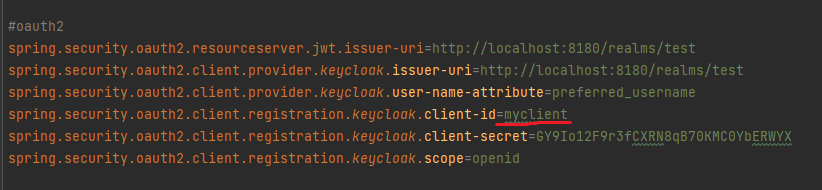 #oauth2
spring.security.oauth2.resourceserver.jwt.issuer-uri=http://localhost:8180/realms/test
spring.security.oauth2.client.provider.keycloak.issuer-uri=http://localhost:8180/realms/test
spring.security.oauth2.client.provider.keycloak.user-name-attribute=preferred_username
spring.security.oauth2.client.registration.keycloak.client-id=myclient
spring.security.oauth2.client.registration.keycloak.client-secret=GY9Io12F9r3fCXRN8qB70KMC0YbERWYX
spring.security.oauth2.client.registration.keycloak.scope=openid